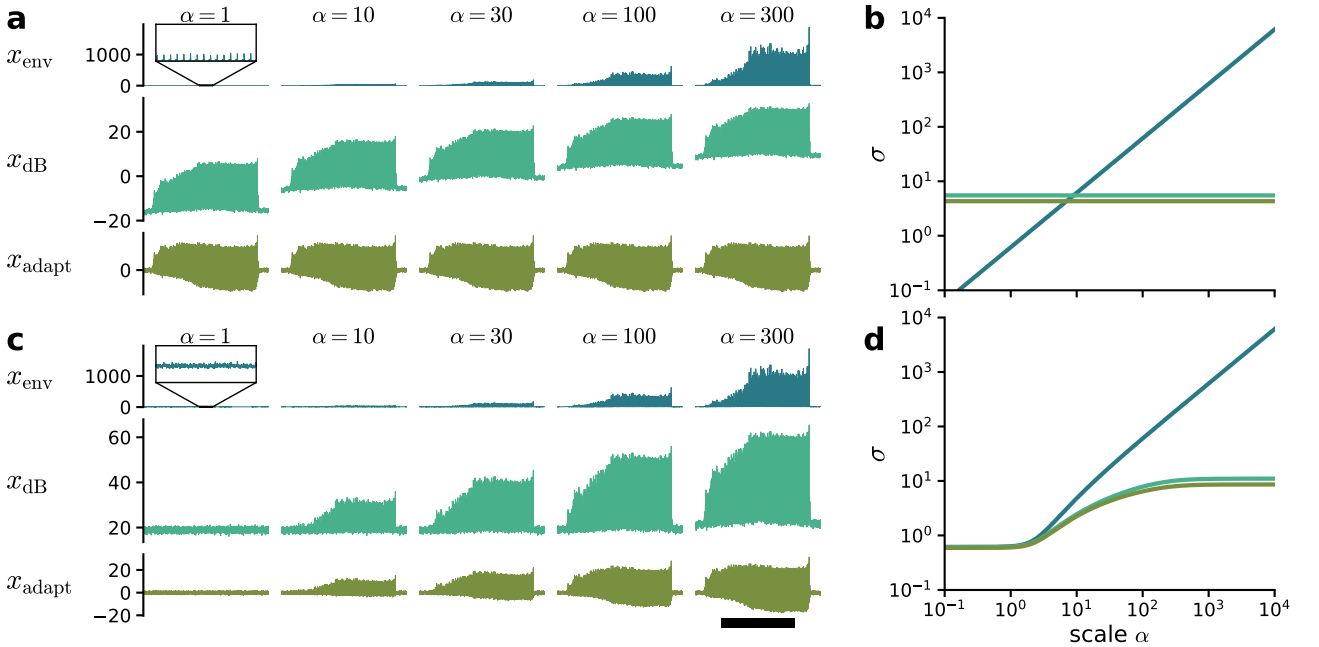 a
α = 1 α = 10 α = 30 α = 100 α = 300
x_env
1000
0
x_dB
20
0
−20
x_adapt
0
b
σ
10^4
10^3
10^2
10^1
10^0
10^−1
c
α = 1 α = 10 α = 30 α = 100 α = 300
x_env
1000
0
x_dB
60
40
20
x_adapt
20
0
−20
d
σ
10^4
10^3
10^2
10^1
10^0
10^−1
10^−1 10^0 10^1 10^2 10^3 10^4
scale α